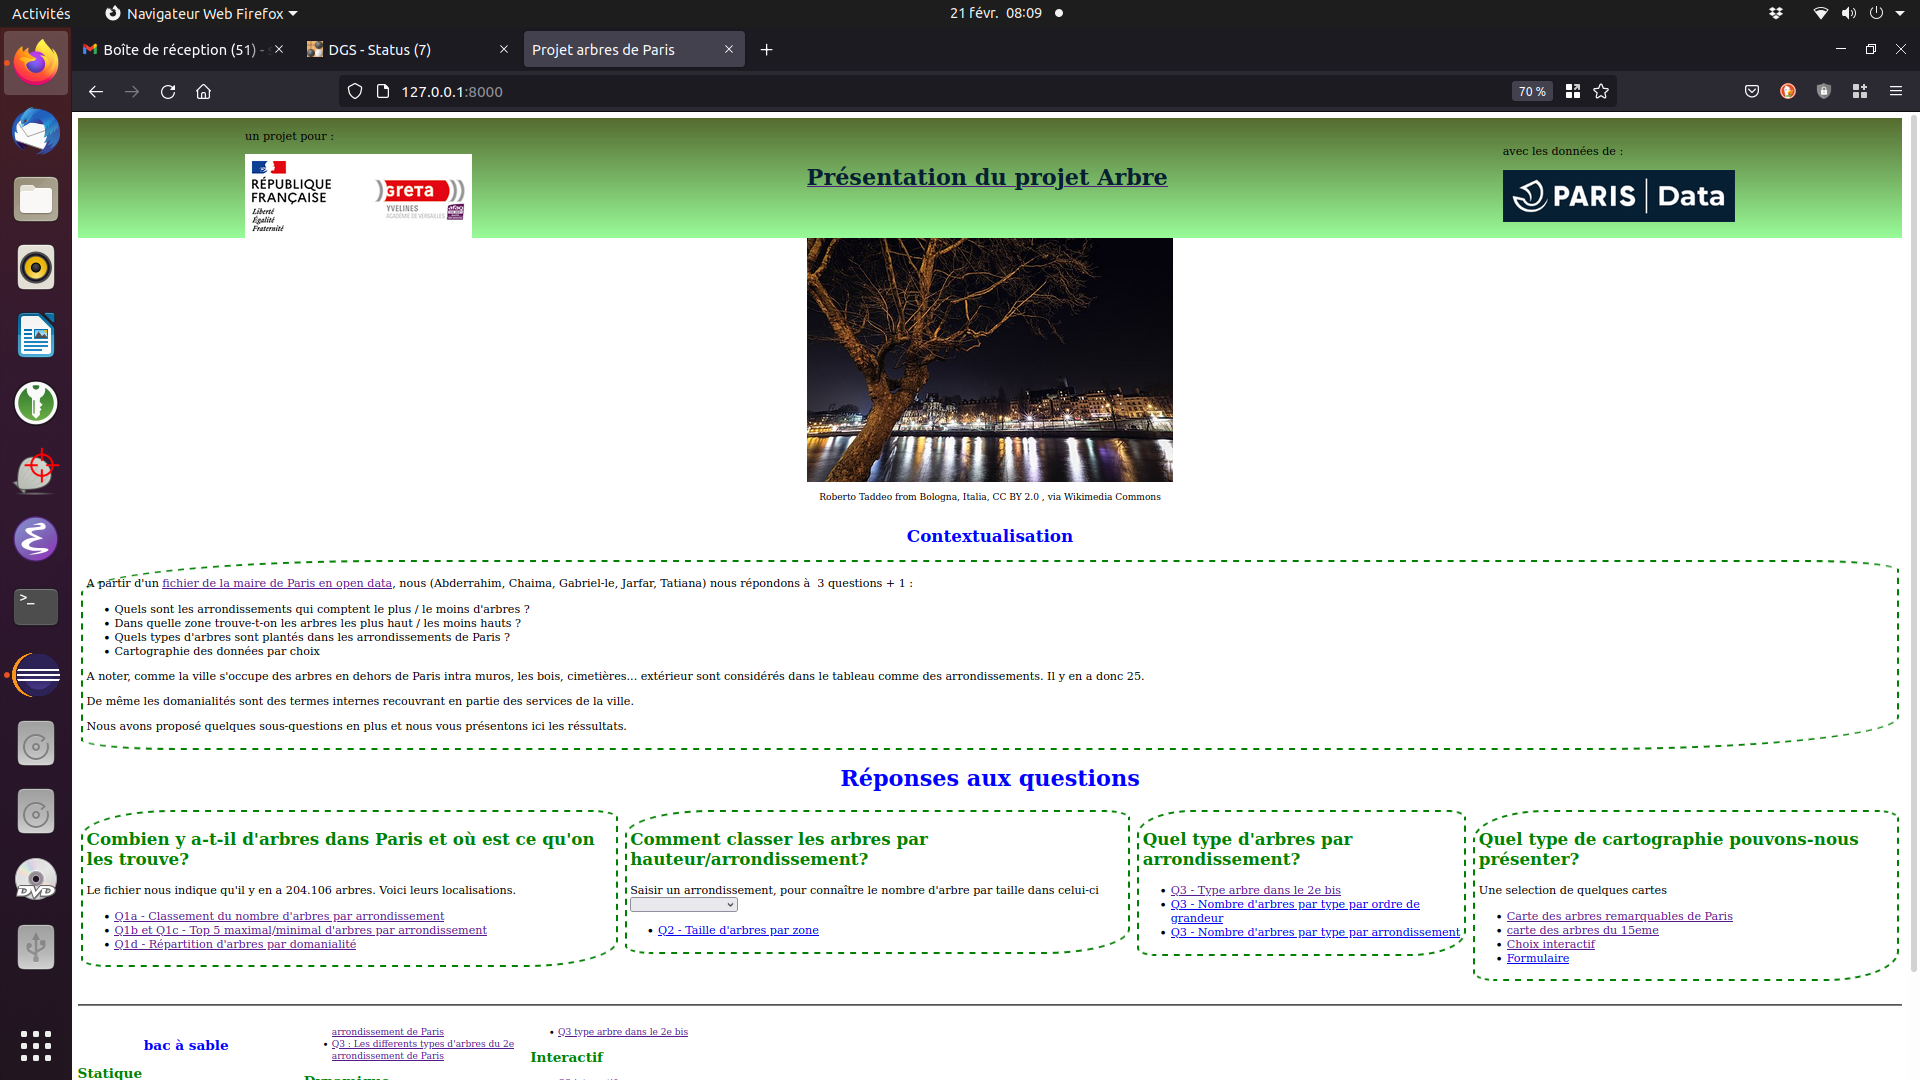 Activités
Navigateur Web Firefox
21 févr. 08:09
Boîte de réception (51) -
DGS - Status (7)
Projet arbres de Paris
127.0.0.1:8000
70 %
un projet pour :
RÉPUBLIQUE
FRANÇAISE
Liberté
Égalité
Fraternité
GRETA
YVELINES
ACADÉMIE DE VERSAILLES
Présentation du projet Arbre
avec les données de :
PARIS | Data
Roberto Taddeo from Bologna, Italia, CC BY 2.0 , via Wikimedia Commons
Contextualisation
A partir d'un fichier de la maire de Paris en open data, nous (Abderrahim, Chaima, Gabriel-le, Jarfar, Tatiana) nous répondons à 3 questions + 1 :
• Quels sont les arrondissements qui comptent le plus / le moins d'arbres ?
• Dans quelle zone trouve-t-on les arbres les plus haut / les moins hauts ?
• Quels types d'arbres sont plantés dans les arrondissements de Paris ?
• Cartographie des données par choix
A noter, comme la ville s'occupe des arbres en dehors de Paris intra muros, les bois, cimetières... extérieur sont considérés dans le tableau comme des arrondissements. Il y en a donc 25.
De même les domanialités sont des termes internes recouvrant en partie des services de la ville.
Nous avons proposé quelques sous-questions en plus et nous vous présentons ici les réssultats.
Réponses aux questions
Combien y a-t-il d'arbres dans Paris et où est ce qu'on
les trouve?
Le fichier nous indique qu'il y en a 204.106 arbres. Voici leurs localisations.
• Q1a - Classement du nombre d'arbres par arrondissement
• Q1b et Q1c - Top 5 maximal/minimal d'arbres par arrondissement
• Q1d - Répartition d'arbres par domanialité
Comment classer les arbres par
hauteur/arrondissement?
Saisir un arrondissement, pour connaître le nombre d'arbre par taille dans celui-ci
• Q2 - Taille d'arbres par zone
Quel type d'arbres par
arrondissement?
• Q3 - Type arbre dans le 2e bis
• Q3 - Nombre d'arbres par type par ordre de
grandeur
• Q3 - Nombre d'arbres par type par arrondissement
Quel type de cartographie pouvons-nous
présenter?
Une selection de quelques cartes
• Carte des arbres remarquables de Paris
• carte des arbres du 15eme
• Choix interactif
• Formulaire
bac à sable
Statique
arrondissement de Paris
• Q3 : Les differents types d'arbres du 2e
arrondissement de Paris
Dynamique
• Q3 type arbre dans le 2e bis
Interactif
DVD